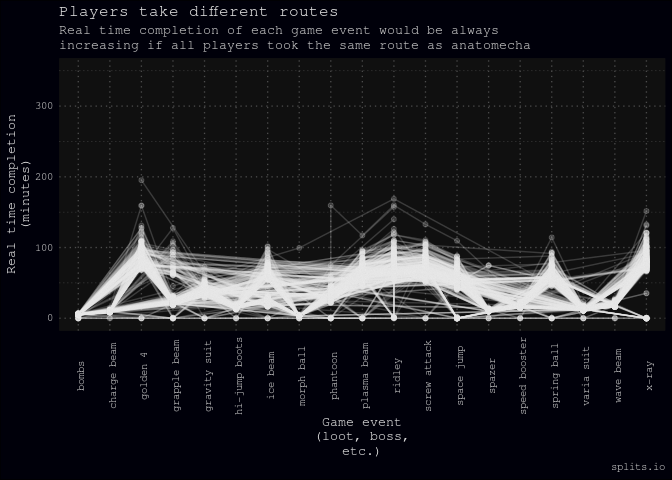 Players take different routes
Real time completion of each game event would be always
increasing if all players took the same route as anatomecha
Real time completion
(minutes)
300
200
100
0
bombs
charge beam
golden 4
grapple beam
gravity suit
hi-jump boots
ice beam
morph ball
phantoon
plasma beam
ridley
screw attack
space jump
spazer
speed booster
spring ball
varia suit
wave beam
x-ray
Game event
(loot, boss,
etc.)
splits.io